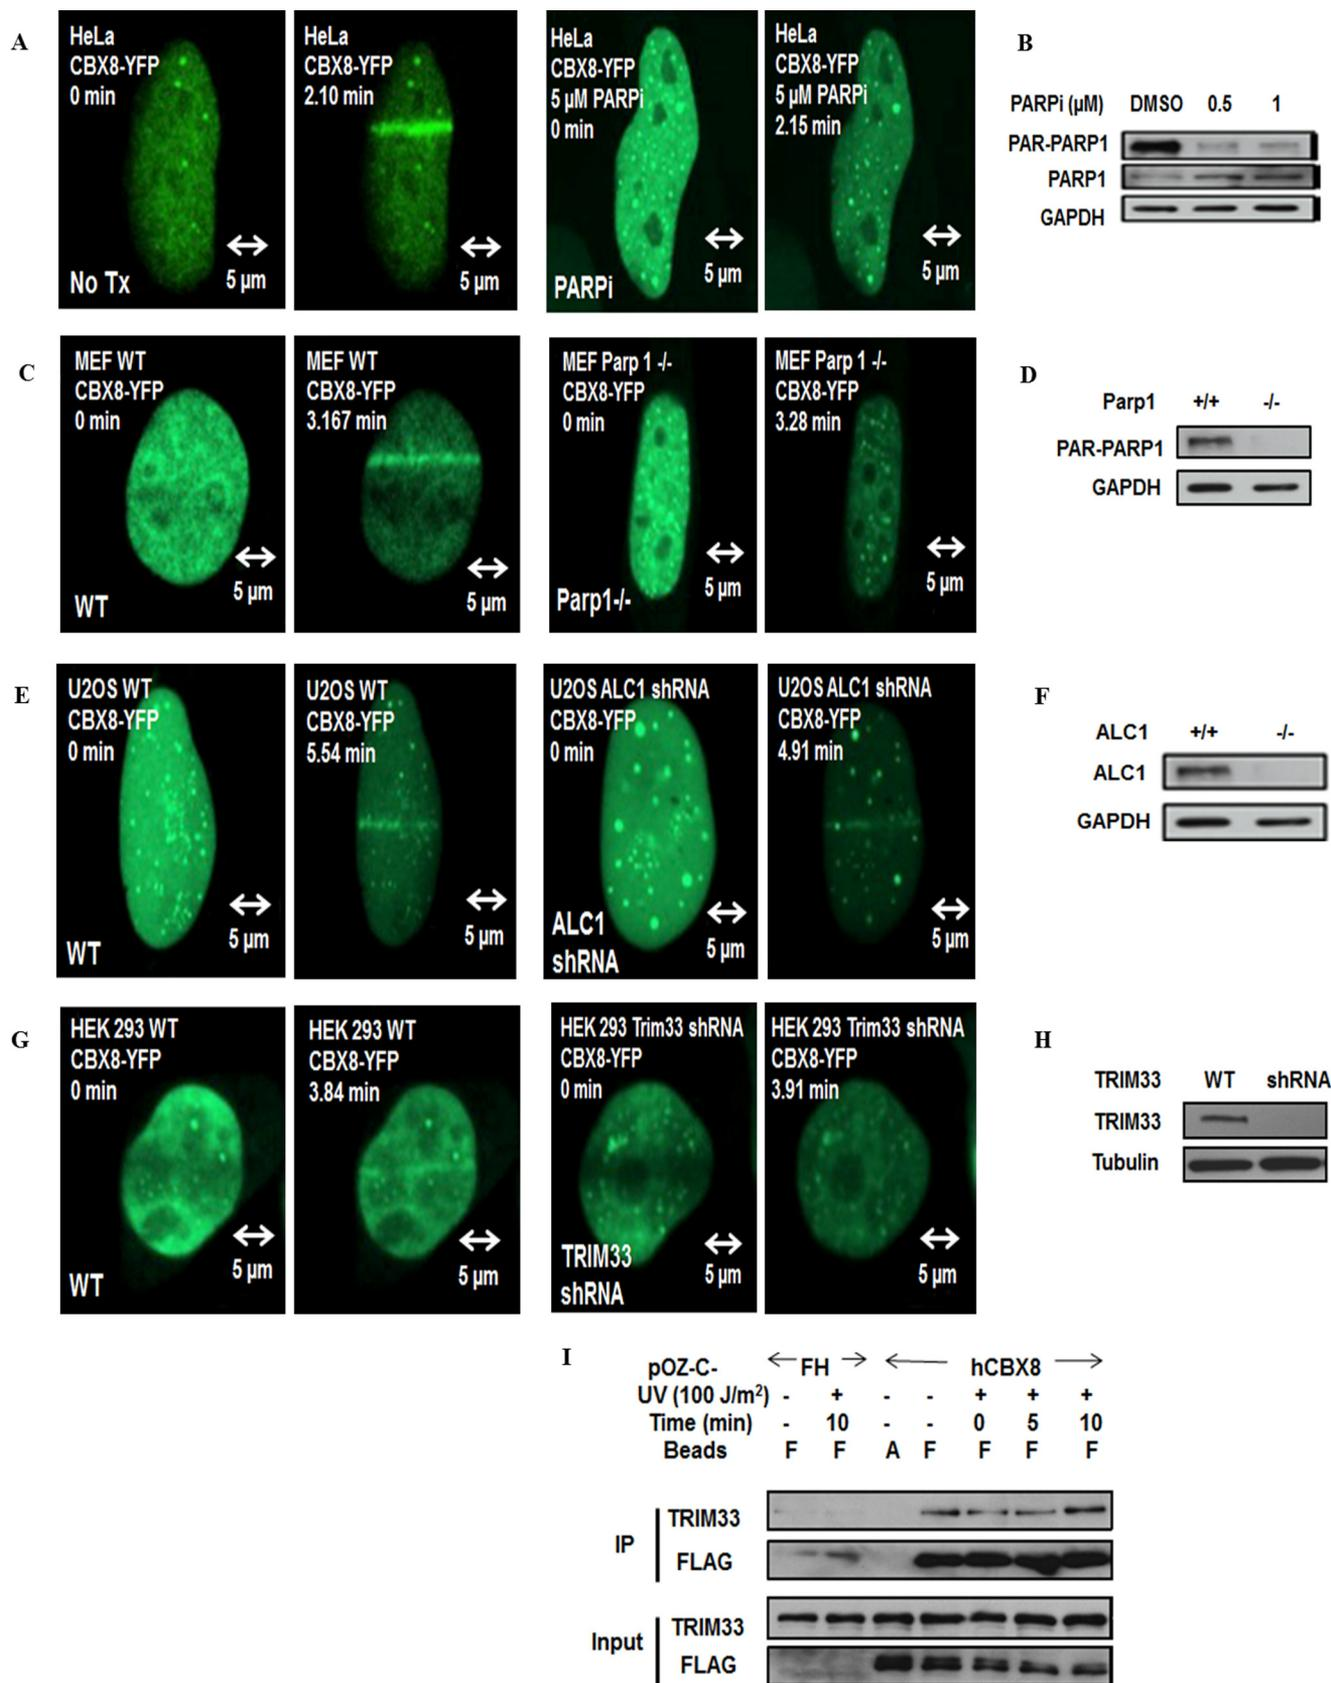 A
HeLa
CBX8-YFP
0 min
No Tx
5 µm
HeLa
CBX8-YFP
2.10 min
5 µm
HeLa
CBX8-YFP
5 µM PARPi
0 min
PARPi
5 µm
HeLa
CBX8-YFP
5 µM PARPi
2.15 min
5 µm
B
PARPi (µM) DMSO 0.5 1
PAR-PARP1
PARP1
GAPDH
C
MEF WT
CBX8-YFP
0 min
WT
5 µm
MEF WT
CBX8-YFP
3.167 min
5 µm
MEF Parp 1 -/-
CBX8-YFP
0 min
Parp1-/-
5 µm
MEF Parp 1 -/-
CBX8-YFP
3.28 min
5 µm
D
Parp1 +/+ -/-
PAR-PARP1
GAPDH
E
U2OS WT
CBX8-YFP
0 min
WT
5 µm
U2OS WT
CBX8-YFP
5.54 min
5 µm
U2OS ALC1 shRNA
CBX8-YFP
0 min
ALC1
shRNA
5 µm
U2OS ALC1 shRNA
CBX8-YFP
4.91 min
5 µm
F
ALC1 +/+ -/-
ALC1
GAPDH
G
HEK 293 WT
CBX8-YFP
0 min
WT
5 µm
HEK 293 WT
CBX8-YFP
3.84 min
5 µm
HEK 293 Trim33 shRNA
CBX8-YFP
0 min
TRIM33
shRNA
5 µm
HEK 293 Trim33 shRNA
CBX8-YFP
3.91 min
5 µm
H
TRIM33 WT shRNA
TRIM33
Tubulin
I
pOZ-C- FH hCBX8
UV (100 J/m²) - + - - + + +
Time (min) - 10 - - 0 5 10
Beads F F A F F F F
IP
TRIM33
FLAG
Input
TRIM33
FLAG